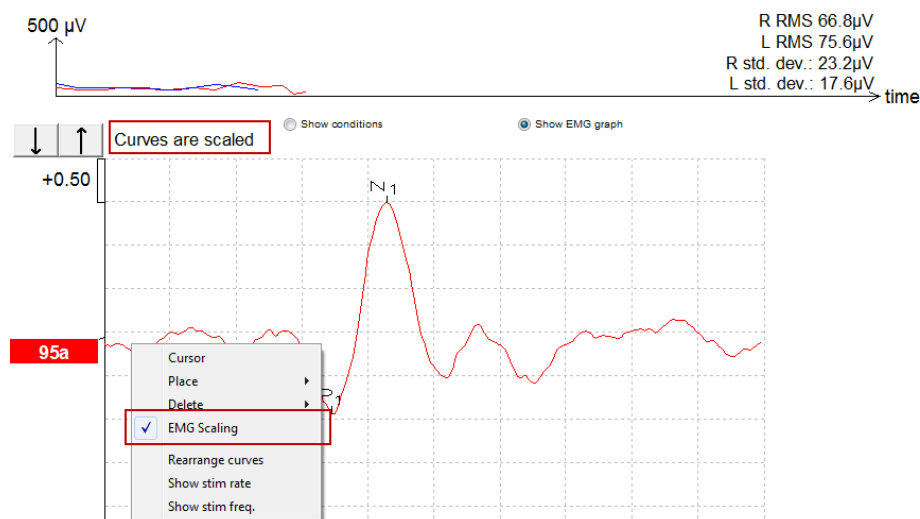 500 µV
R RMS 66.8µV
L RMS 75.6µV
R std. dev.: 23.2µV
L std. dev.: 17.6µV
time
Show conditions
Show EMG graph
Curves are scaled
+0.50
N1
95a
P1
Cursor
Place
Delete
EMG Scaling
Rearrange curves
Show stim rate
Show stim freq.